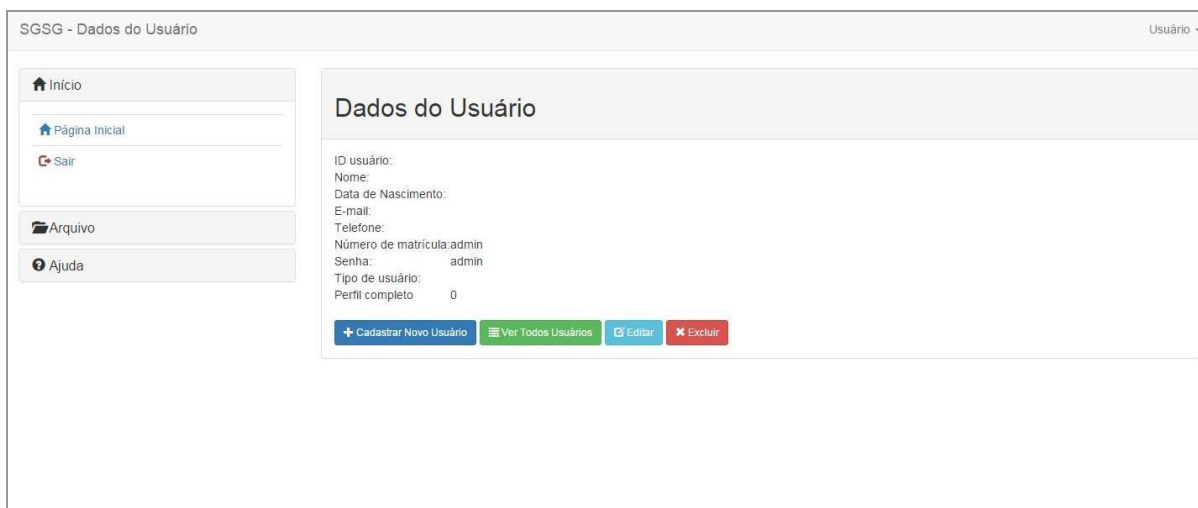 SGSG - Dados do Usuário
Usuário
Início
Página Inicial
Sair
Arquivo
Ajuda
Dados do Usuário
ID usuário:
Nome:
Data de Nascimento:
E-mail:
Telefone:
Número de matrícula:admin
Senha: admin
Tipo de usuário:
Perfil completo 0
Cadastrar Novo Usuário Ver Todos Usuários Editar Excluir